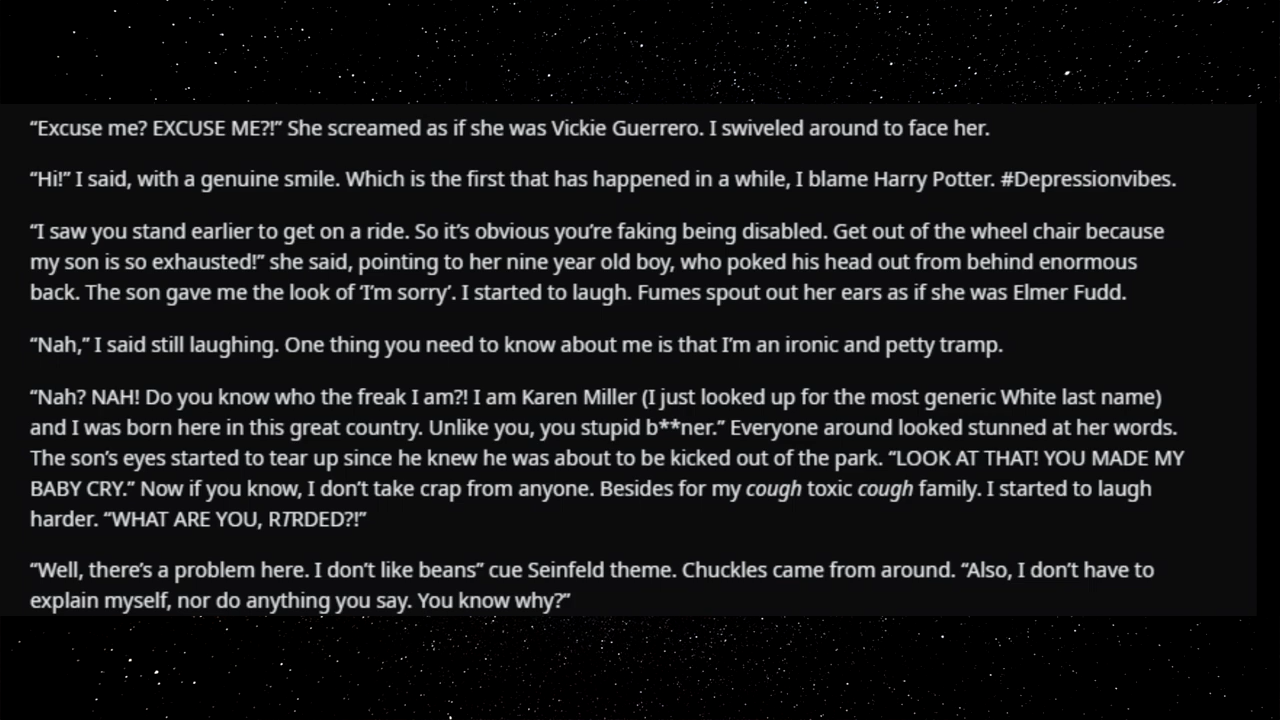 “Excuse me? EXCUSE ME?!” She screamed as if she was Vickie Guerrero. I swiveled around to face her.
“Hi!” I said, with a genuine smile. Which is the first that has happened in a while, I blame Harry Potter. #Depressionvibes.
“I saw you stand earlier to get on a ride. So it’s obvious you’re faking being disabled. Get out of the wheel chair because
my son is so exhausted!” she said, pointing to her nine year old boy, who poked his head out from behind enormous
back. The son gave me the look of ‘I’m sorry’. I started to laugh. Fumes spout out her ears as if she was Elmer Fudd.
“Nah,” I said still laughing. One thing you need to know about me is that I’m an ironic and petty tramp.
“Nah? NAH! Do you know who the freak I am?! I am Karen Miller (I just looked up for the most generic White last name)
and I was born here in this great country. Unlike you, you stupid b**ner.” Everyone around looked stunned at her words.
The son’s eyes started to tear up since he knew he was about to be kicked out of the park. “LOOK AT THAT! YOU MADE MY
BABY CRY.” Now if you know, I don’t take crap from anyone. Besides for my cough toxic cough family. I started to laugh
harder. “WHAT ARE YOU, RTRDED?!”
“Well, there’s a problem here. I don’t like beans” cue Seinfeld theme. Chuckles came from around. “Also, I don’t have to
explain myself, nor do anything you say. You know why?”